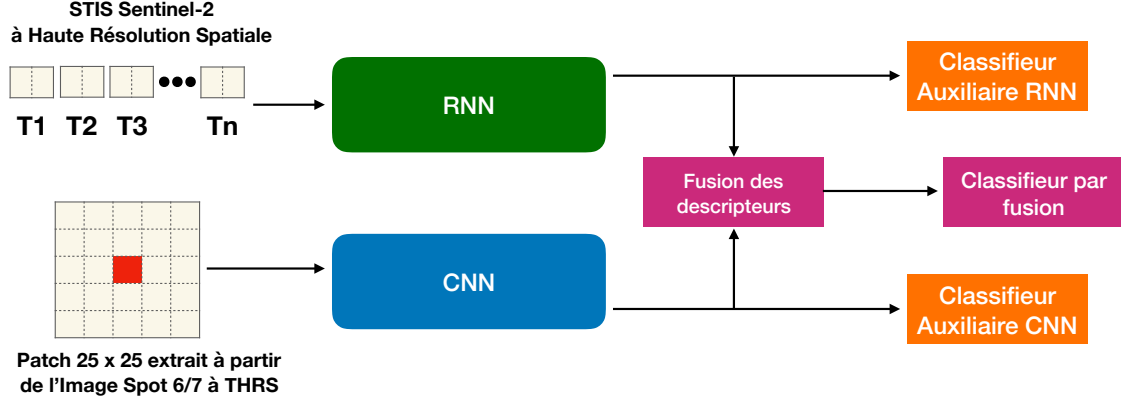 STIS Sentinel-2
à Haute Résolution Spatiale
T1 T2 T3 Tn
RNN
Classifieur
Auxiliaire RNN
Fusion des
descripteurs
Classifieur par
fusion
CNN
Classifieur
Auxiliaire CNN
Patch 25 x 25 extrait à partir
de l'Image Spot 6/7 à THRS